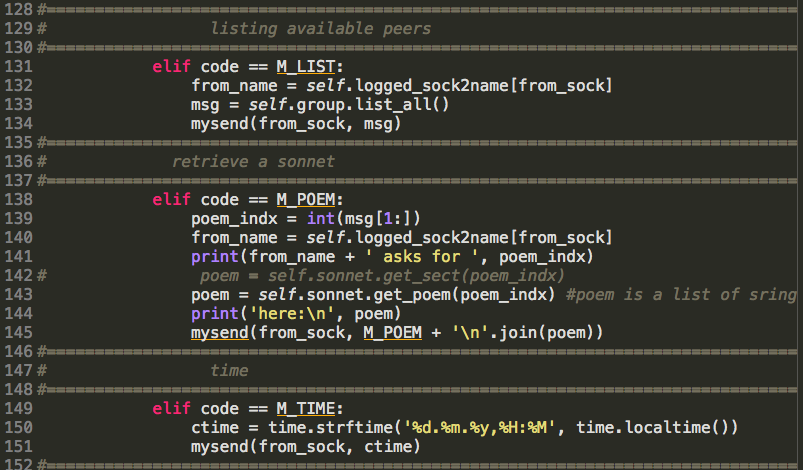 128 #================================================================================
129 #                 listing available peers
130 #================================================================================
131             elif code == M_LIST:
132                 from_name = self.logged_sock2name[from_sock]
133                 msg = self.group.list_all()
134                 mysend(from_sock, msg)
135 #================================================================================
136 #             retrieve a sonnet
137 #================================================================================
138             elif code == M_POEM:
139                 poem_indx = int(msg[1:])
140                 from_name = self.logged_sock2name[from_sock]
141                 print(from_name + ' asks for ', poem_indx)
142 #                poem = self.sonnet.get_sect(poem_indx)
143                 poem = self.sonnet.get_poem(poem_indx) #poem is a list of sring
144                 print('here:\n', poem)
145                 mysend(from_sock, M_POEM + '\n'.join(poem))
146 #================================================================================
147 #                 time
148 #================================================================================
149             elif code == M_TIME:
150                 ctime = time.strftime('%d.%m.%y,%H:%M', time.localtime())
151                 mysend(from_sock, ctime)
152 #================================================================================